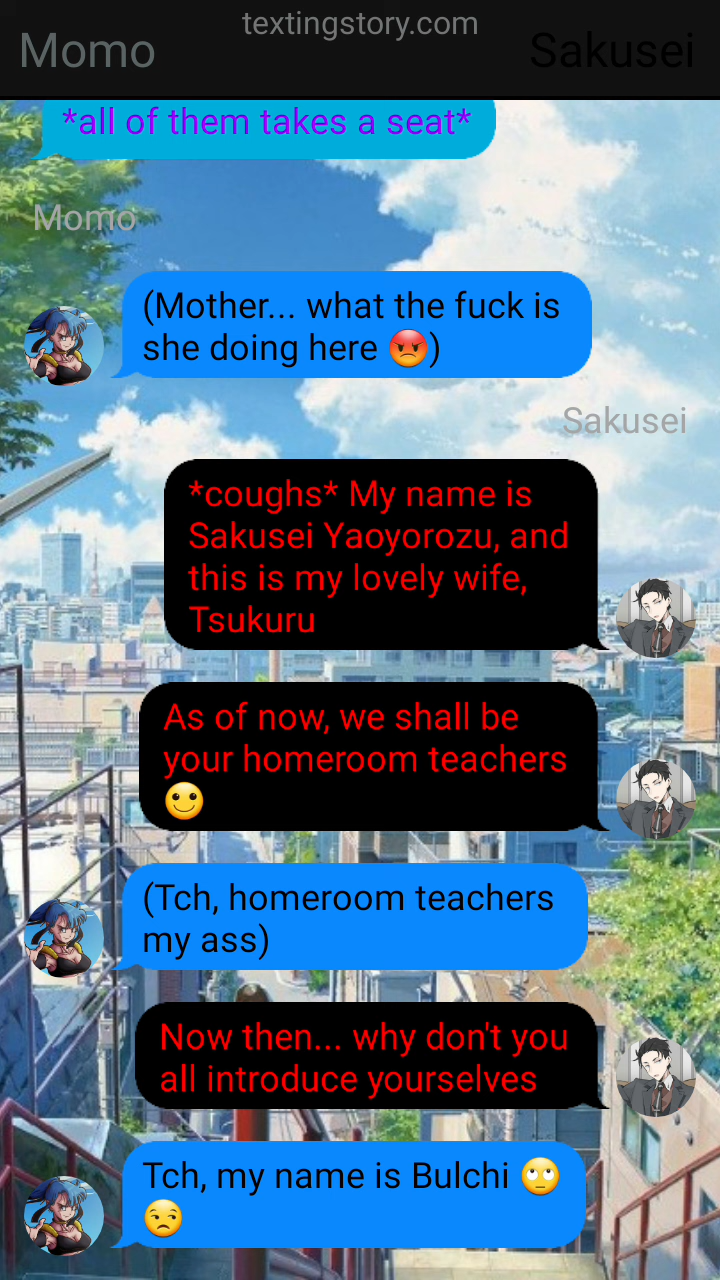 textingstory.com
Momo
Sakusei
*all of them takes a seat*
Momo
(Mother... what the fuck is
she doing here 😡)
Sakusei
*coughs* My name is
Sakusei Yaoyorozu, and
this is my lovely wife,
Tsukuru
As of now, we shall be
your homeroom teachers
🙂
(Tch, homeroom teachers
my ass)
Now then... why don't you
all introduce yourselves
Tch, my name is Bulchi 🙄
😒